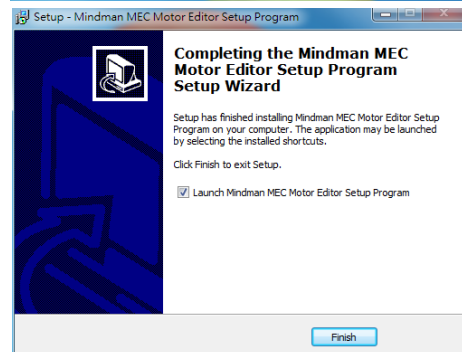 Setup - Mindman MEC Motor Editor Setup Program
Completing the Mindman MEC
Motor Editor Setup Program
Setup Wizard
Setup has finished installing Mindman MEC Motor Editor Setup
Program on your computer. The application may be launched
by selecting the installed shortcuts.
Click Finish to exit Setup.
Launch Mindman MEC Motor Editor Setup Program
Finish